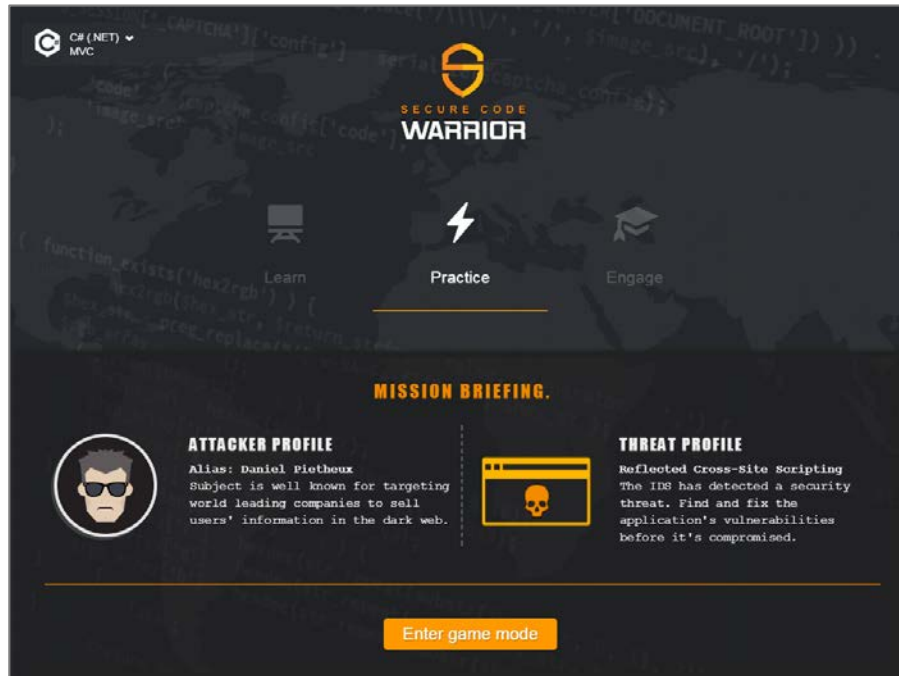 C# (.NET)
MVC
SECURE CODE
WARRIOR
Learn
Practice
Engage
MISSION BRIEFING.
ATTACKER PROFILE
Alias: Daniel Pietheux
Subject is well known for targeting
world leading companies to sell
users' information in the dark web.
THREAT PROFILE
Reflected Cross-Site Scripting
The IDS has detected a security
threat. Find and fix the
application's vulnerabilities
before it's compromised.
Enter game mode